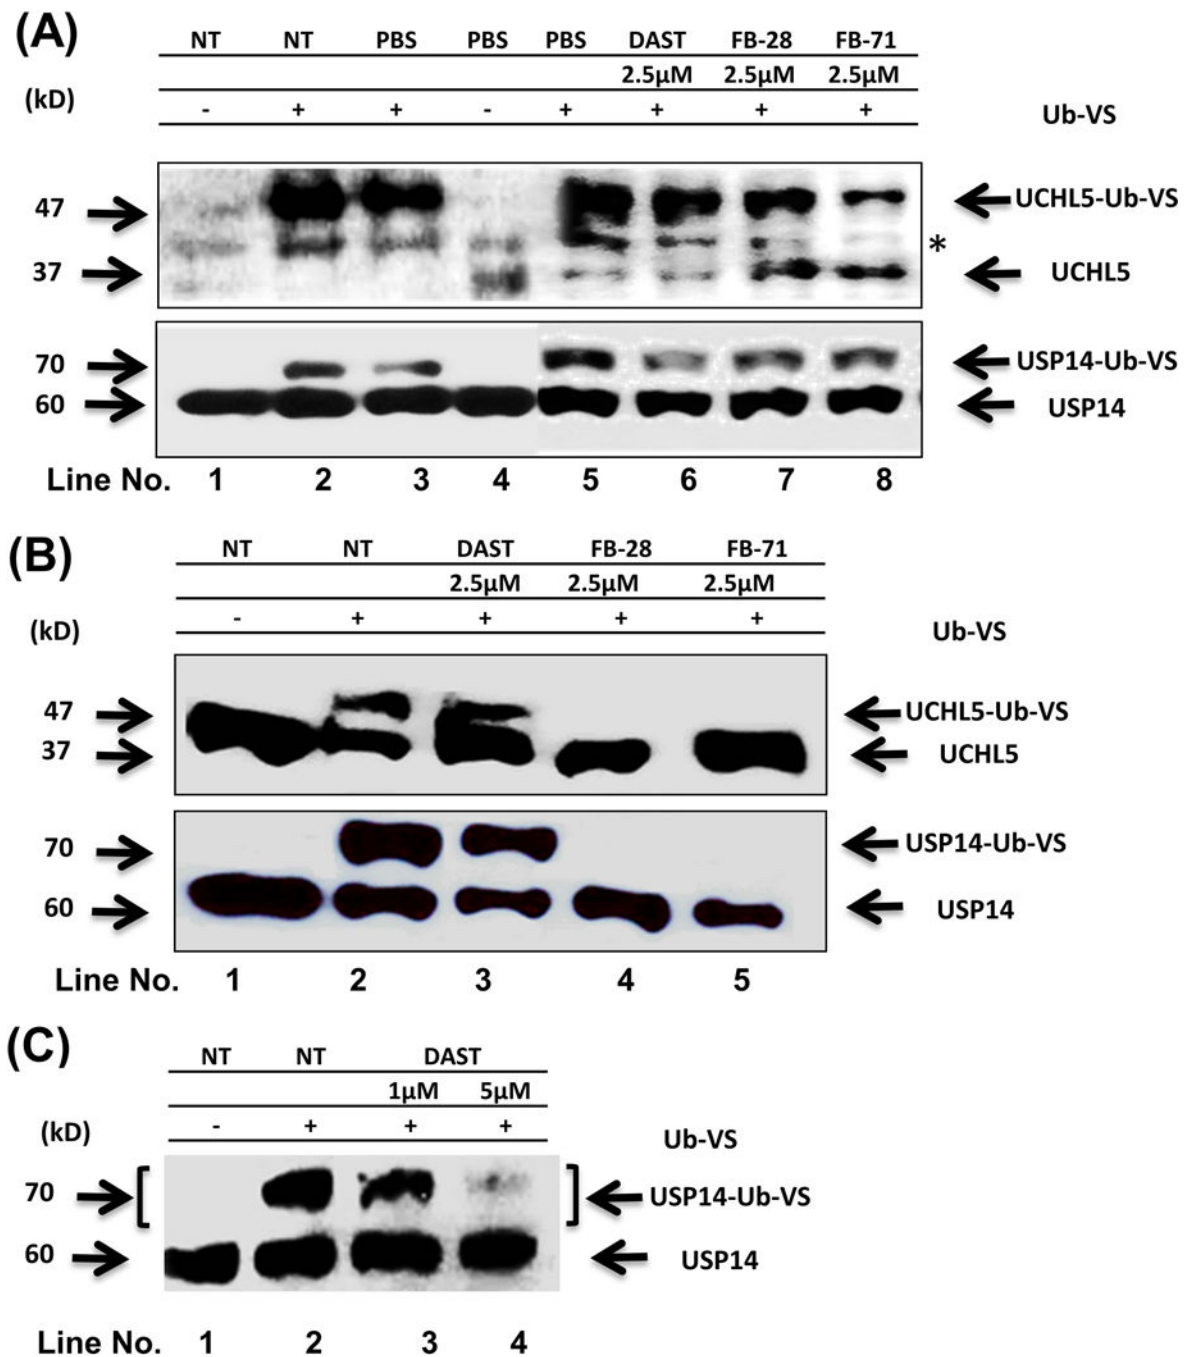 (A)
NT NT PBS PBS PBS DAST FB-28 FB-71
2.5μM 2.5μM 2.5μM
(kD)
- + + - + + + + Ub-VS
47 UCHL5-Ub-VS
*
37 UCHL5
70 USP14-Ub-VS
60 USP14
Line No. 1 2 3 4 5 6 7 8
(B)
NT NT DAST FB-28 FB-71
2.5μM 2.5μM 2.5μM
(kD) - + + + + Ub-VS
47 UCHL5-Ub-VS
37 UCHL5
70 USP14-Ub-VS
60 USP14
Line No. 1 2 3 4 5
(C)
NT NT DAST
1μM 5μM
(kD) - + + + Ub-VS
70 USP14-Ub-VS
60 USP14
Line No. 1 2 3 4